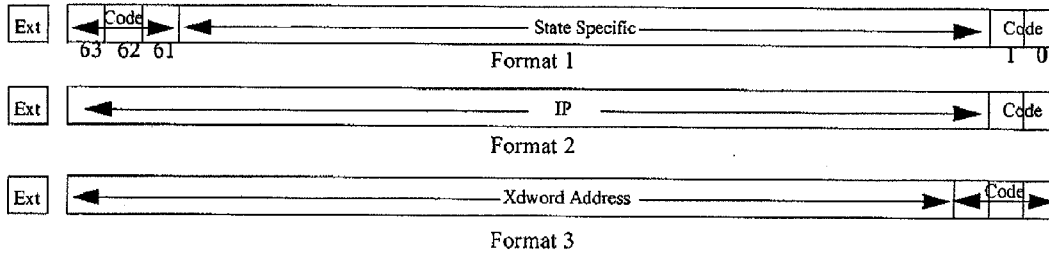 Ext Code State Specific Code
63 62 61 1 0
Format 1
Ext IP Code
Format 2
Ext Xdword Address Code
Format 3